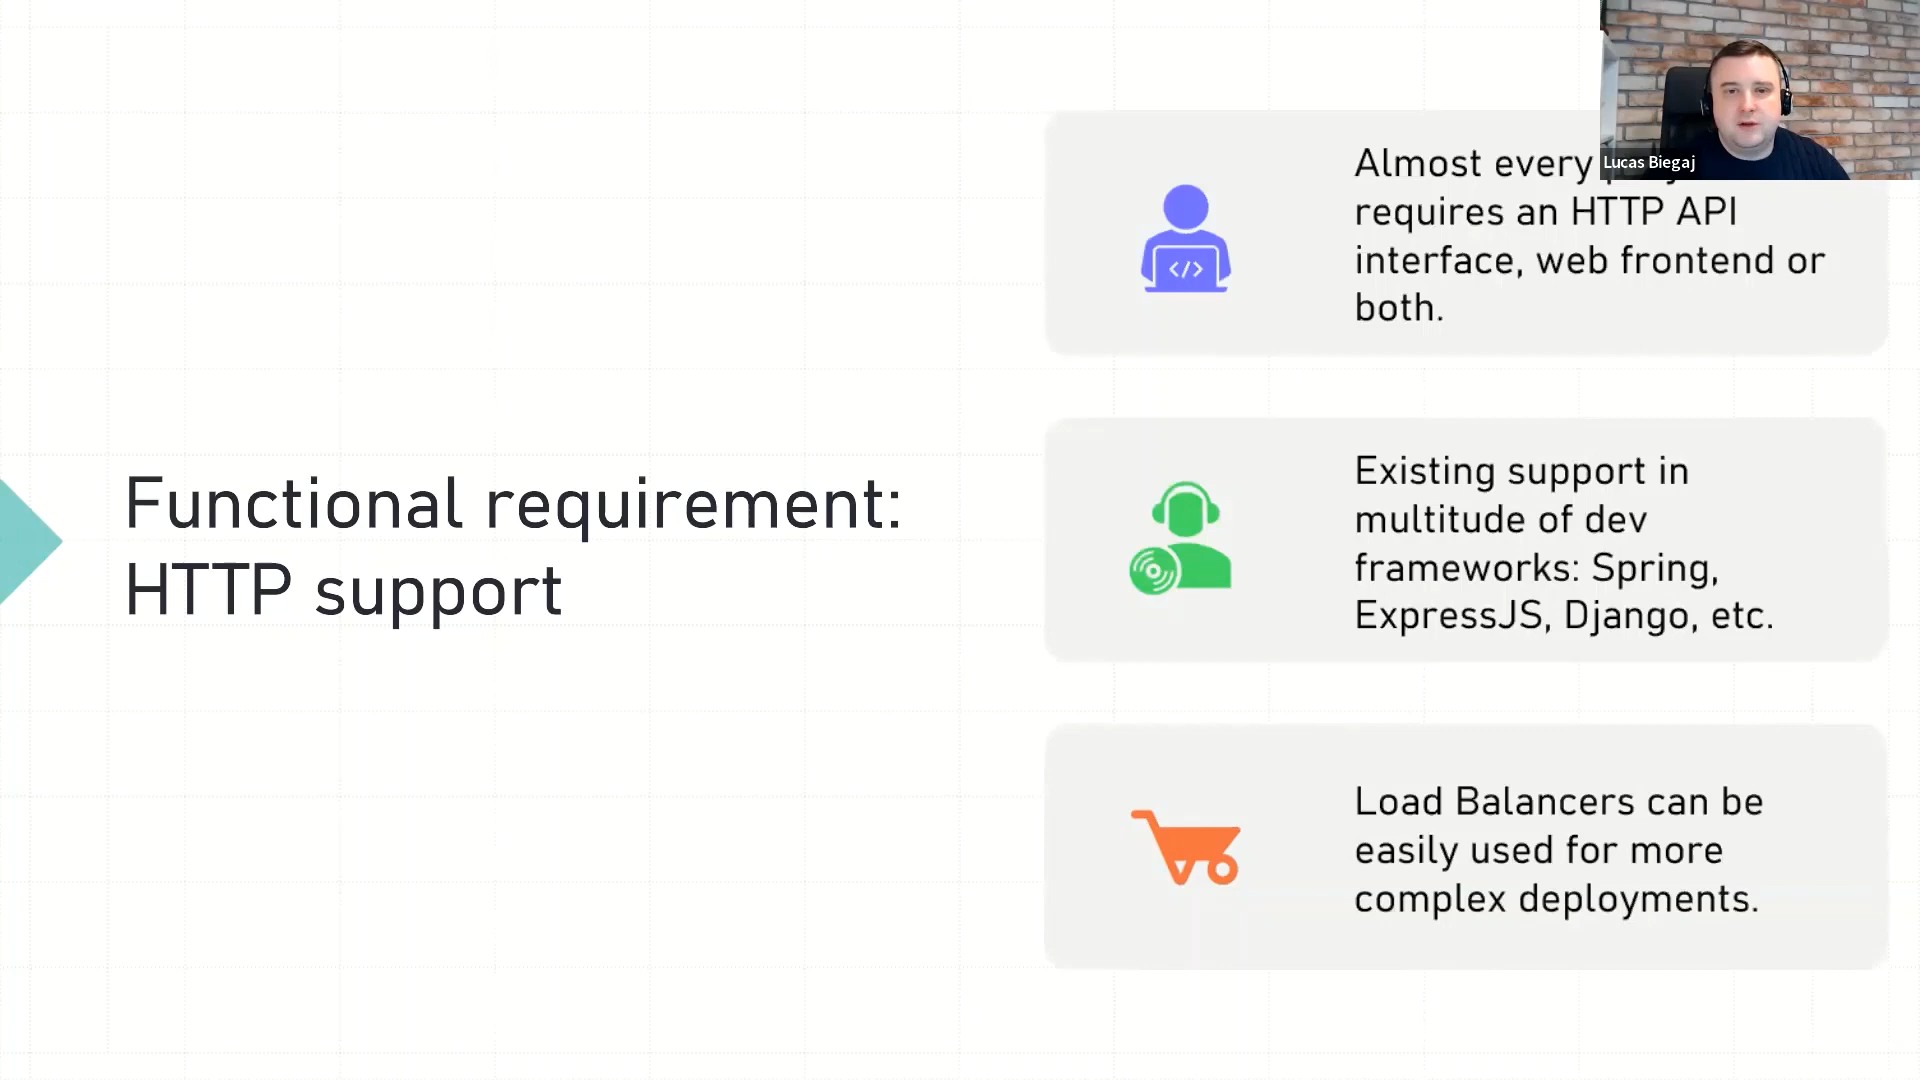 Functional requirement:
HTTP support
Almost every
requires an HTTP API
interface, web frontend or
both.
Existing support in
multitude of dev
frameworks: Spring,
ExpressJS, Django, etc.
Load Balancers can be
easily used for more
complex deployments.
Lucas Biegaj